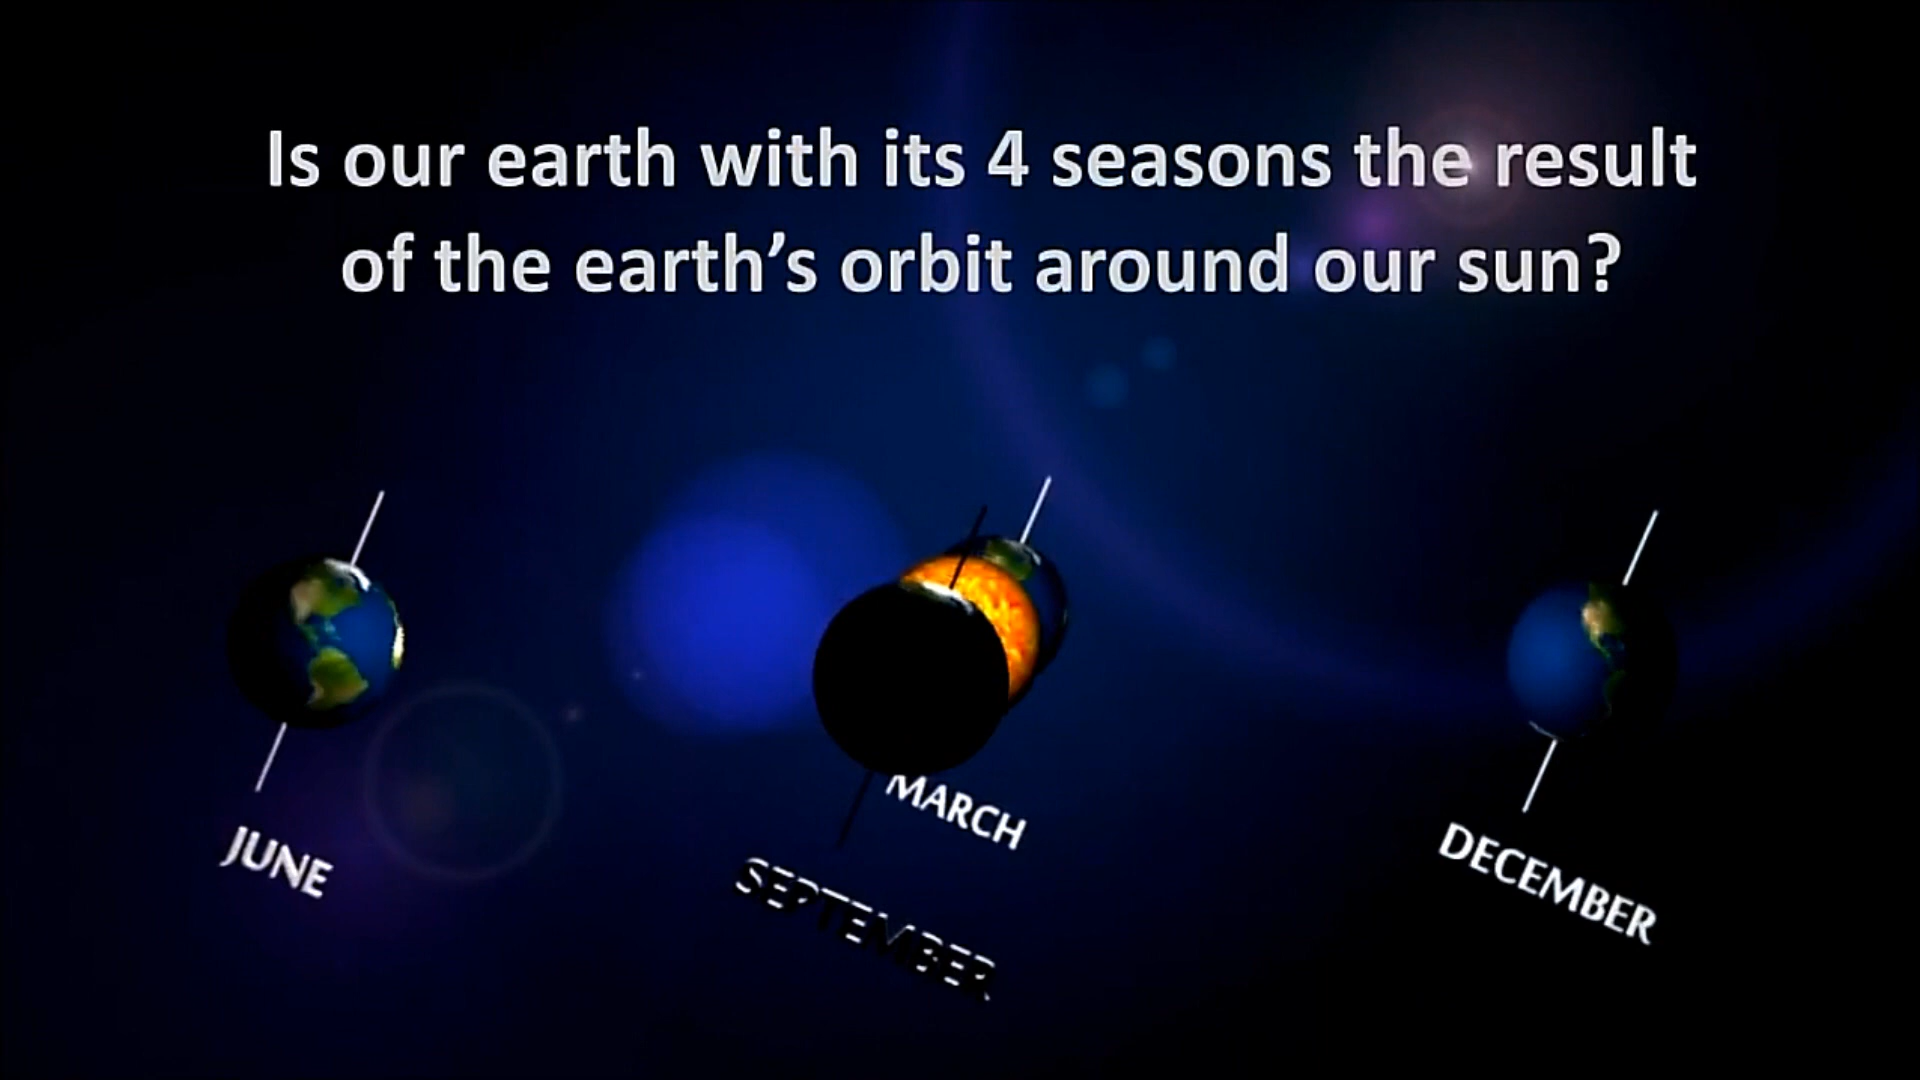 Is our earth with its 4 seasons the result
of the earth’s orbit around our sun?
JUNE
MARCH
SEPTEMBER
DECEMBER